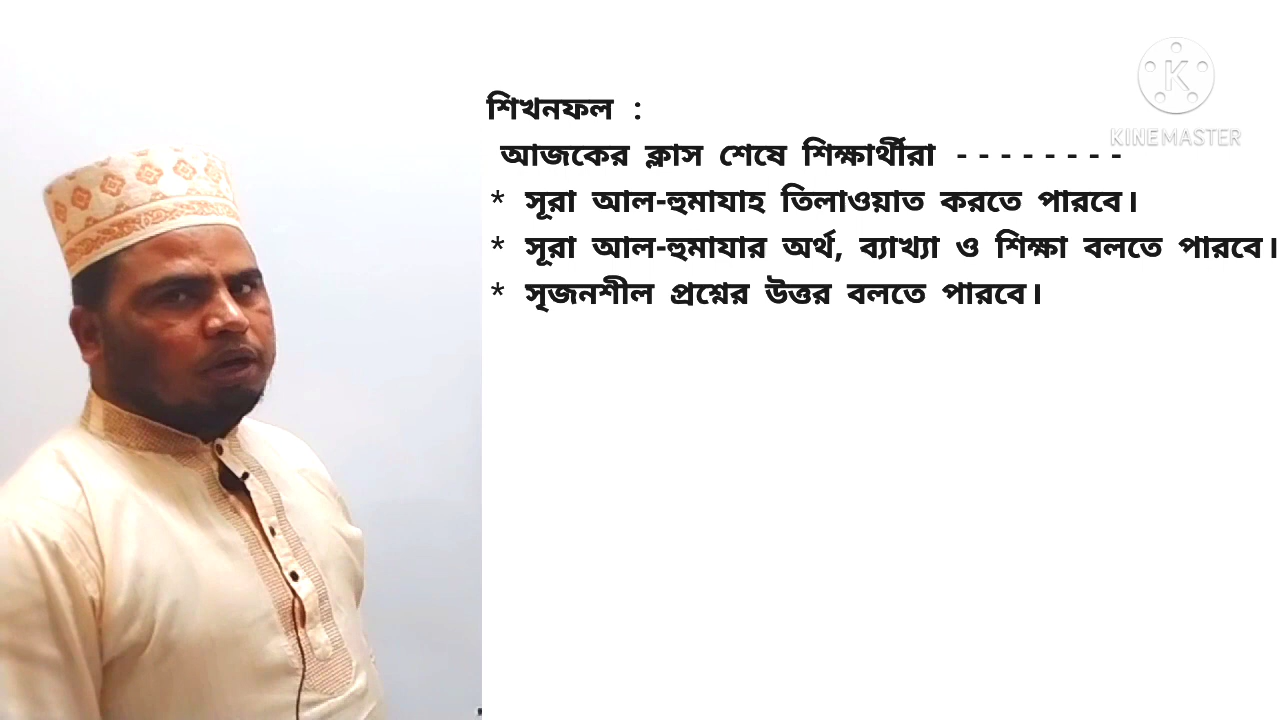 শিখনফল :
আজকের ক্লাস শেষে শিক্ষার্থীরা - - - - - - - -
* সূরা আল-হুমাযাহ তিলাওয়াত করতে পারবে।
* সূরা আল-হুমাযার অর্থ, ব্যাখ্যা ও শিক্ষা বলতে পারবে।
* সৃজনশীল প্রশ্নের উত্তর বলতে পারবে।
K
KINEMASTER